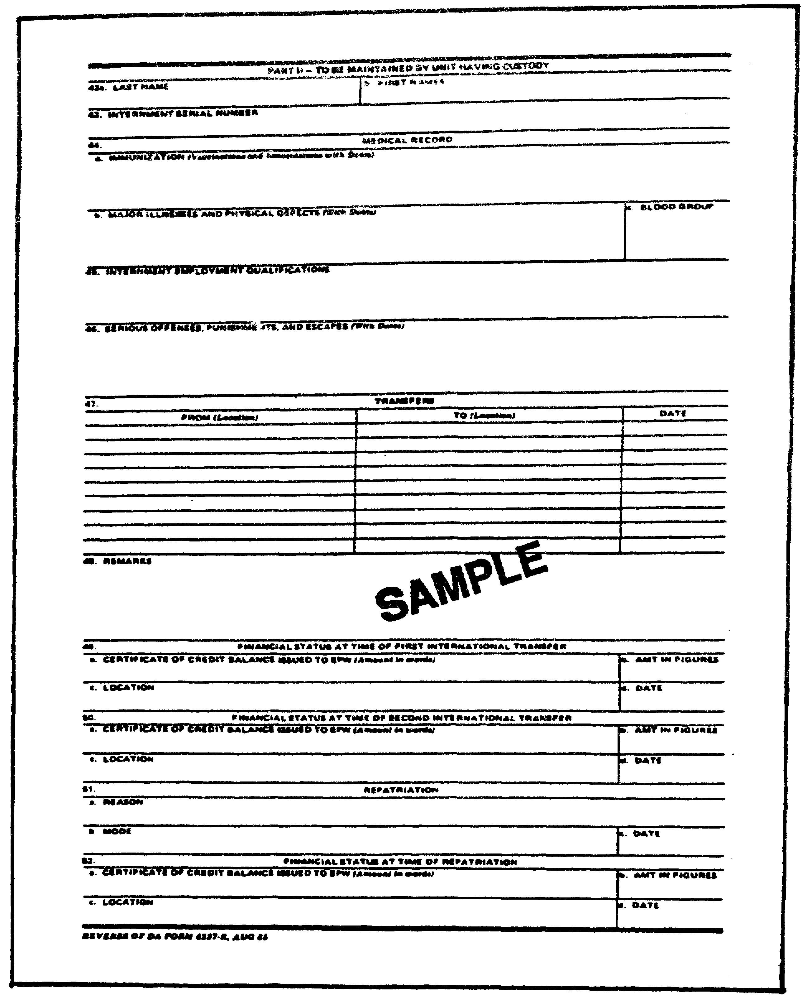 PART II – TO BE MAINTAINED BY UNIT HAVING CUSTODY
42a. LAST NAME b. FIRST NAMES
43. INTERNMENT SERIAL NUMBER
44. MEDICAL RECORD
a. IMMUNIZATION (Vaccinations and Innoculations with Dates)
b. MAJOR ILLNESSES AND PHYSICAL DEFECTS (With Dates) c. BLOOD GROUP
45. INTERNMENT EMPLOYMENT QUALIFICATIONS
46. SERIOUS OFFENSES, PUNISHMENTS, AND ESCAPES (With Dates)
47. TRANSFERS
FROM (Location) TO (Location) DATE
48. REMARKS
SAMPLE
49. FINANCIAL STATUS AT TIME OF FIRST INTERNATIONAL TRANSFER
a. CERTIFICATE OF CREDIT BALANCE ISSUED TO EPW (Amount in words) b. AMT IN FIGURES
c. LOCATION d. DATE
50. FINANCIAL STATUS AT TIME OF SECOND INTERNATIONAL TRANSFER
a. CERTIFICATE OF CREDIT BALANCE ISSUED TO EPW (Amount in words) b. AMT IN FIGURES
c. LOCATION d. DATE
51. REPATRIATION
a. REASON
b MODE c. DATE
52. FINANCIAL STATUS AT TIME OF REPATRIATION
a. CERTIFICATE OF CREDIT BALANCE ISSUED TO EPW (Amount in words) b. AMT IN FIGURES
c. LOCATION d. DATE
REVERSE OF DA FORM 4237-R, AUG